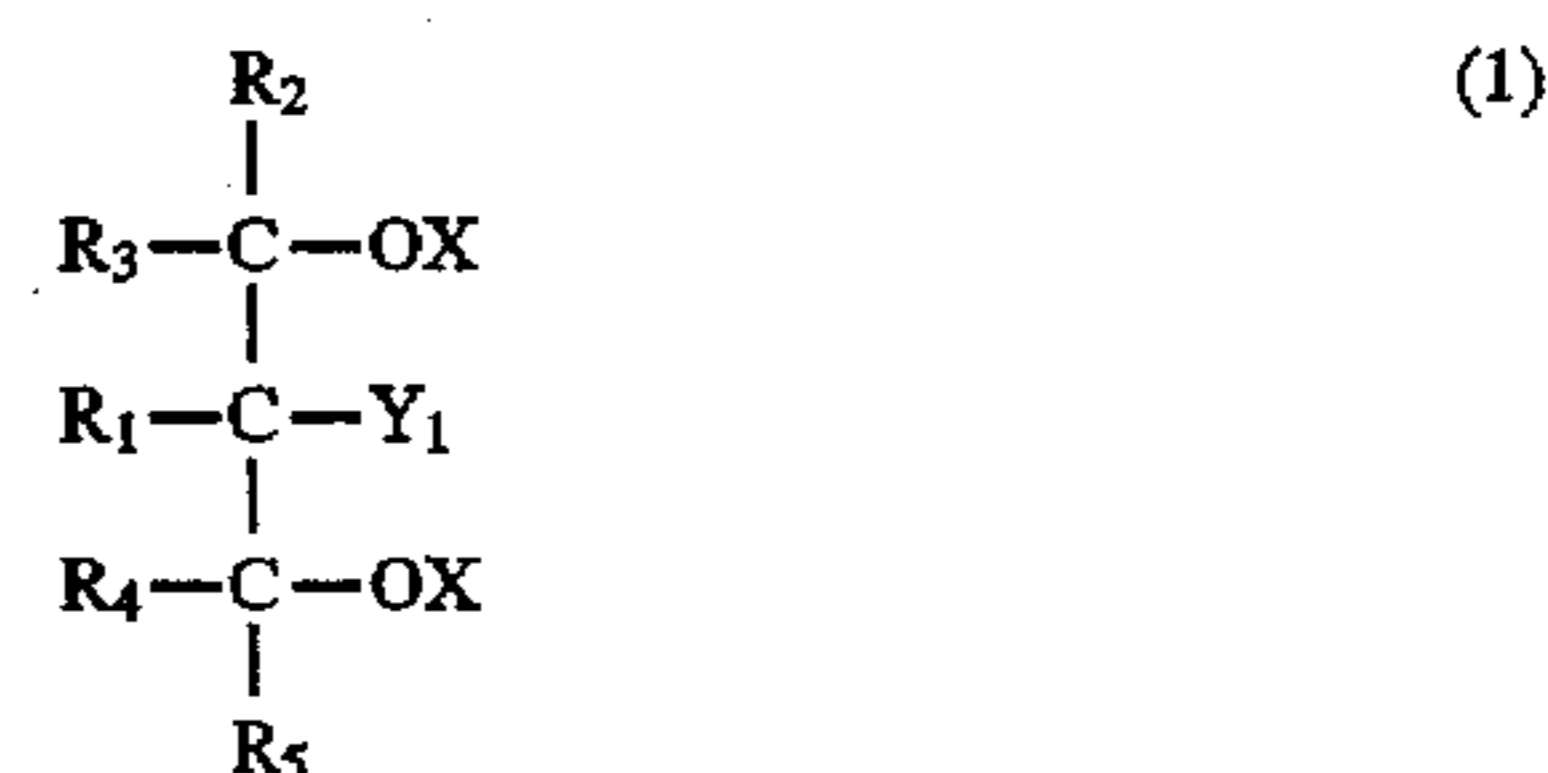 R₂ (1)
R₃—C—OX
R₁—C—Y₁
R₄—C—OX
R₅